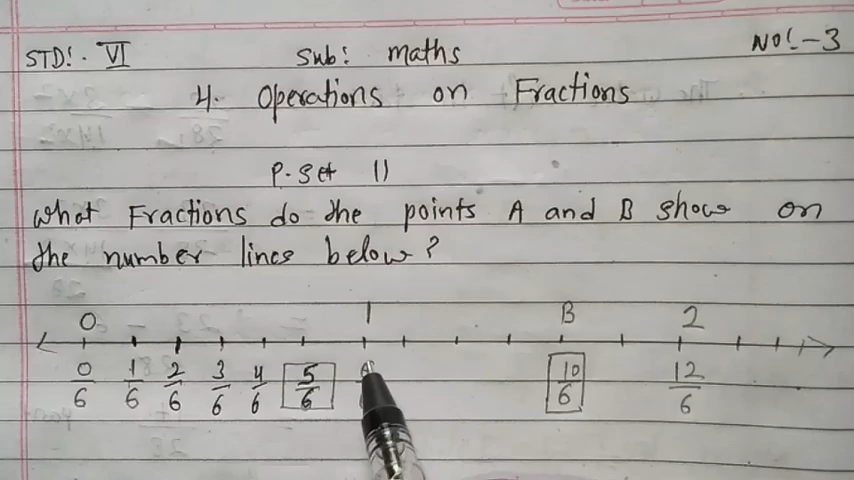 STD: VI Sub: maths NO:-3
4. Operations on Fractions
P. Set 11
What Fractions do the points A and B show on
the number lines below?
0 1 B 2
0/6 1/6 2/6 3/6 4/6 5/6 10/6 12/6